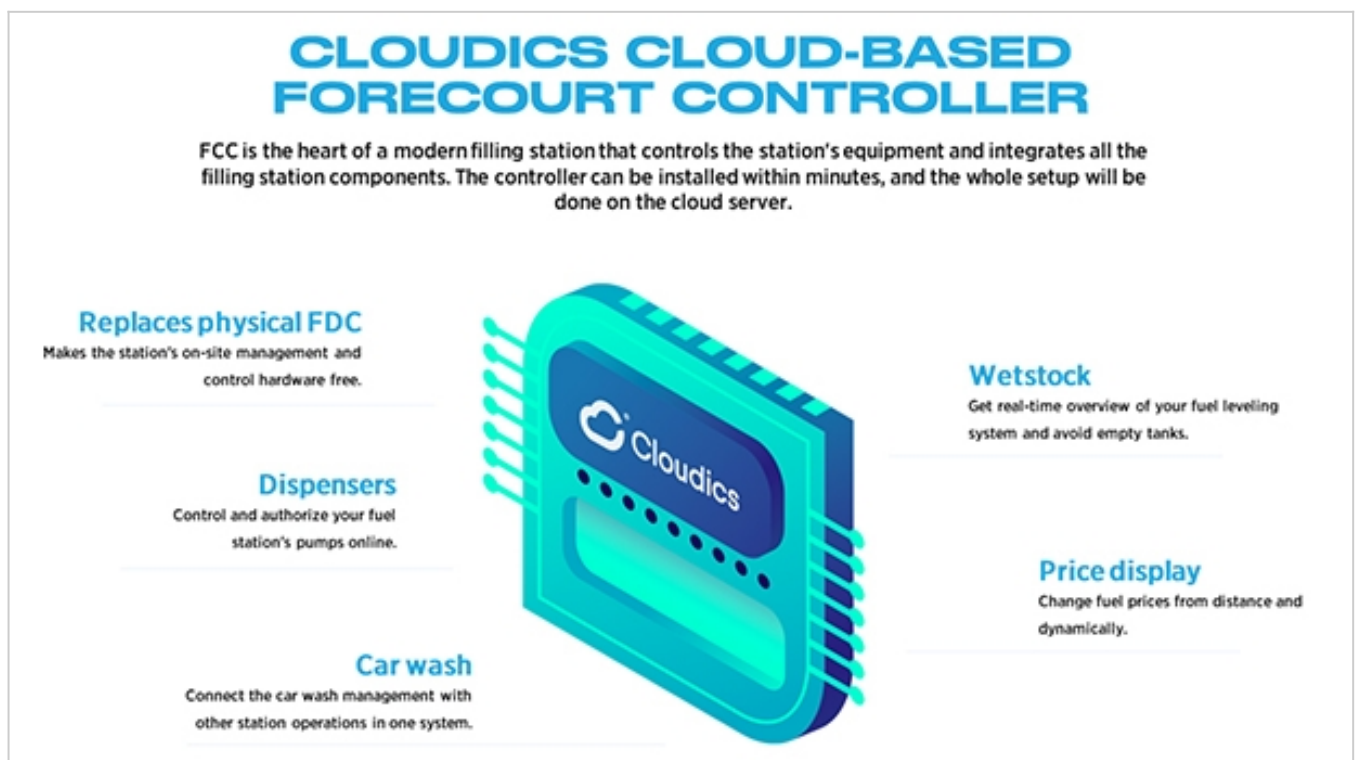 CLOUDICS CLOUD-BASED
FORECOURT CONTROLLER
FCC is the heart of a modern filling station that controls the station's equipment and integrates all the
filling station components. The controller can be installed within minutes, and the whole setup will be
done on the cloud server.
Replaces physical FDC
Makes the station's on-site management and
control hardware free.
Dispensers
Control and authorize your fuel
station's pumps online.
Car wash
Connect the car wash management with
other station operations in one system.
Cloudics
Wetstock
Get real-time overview of your fuel leveling
system and avoid empty tanks.
Price display
Change fuel prices from distance and
dynamically.